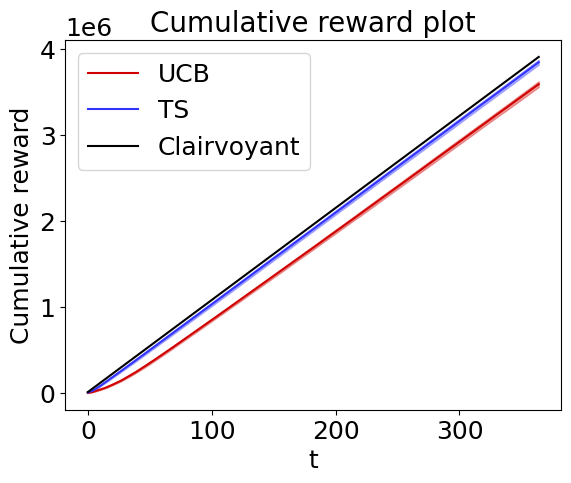 Cumulative reward plot
1e6
UCB
TS
Clairvoyant
Cumulative reward
4
3
2
1
0
0 100 200 300
t